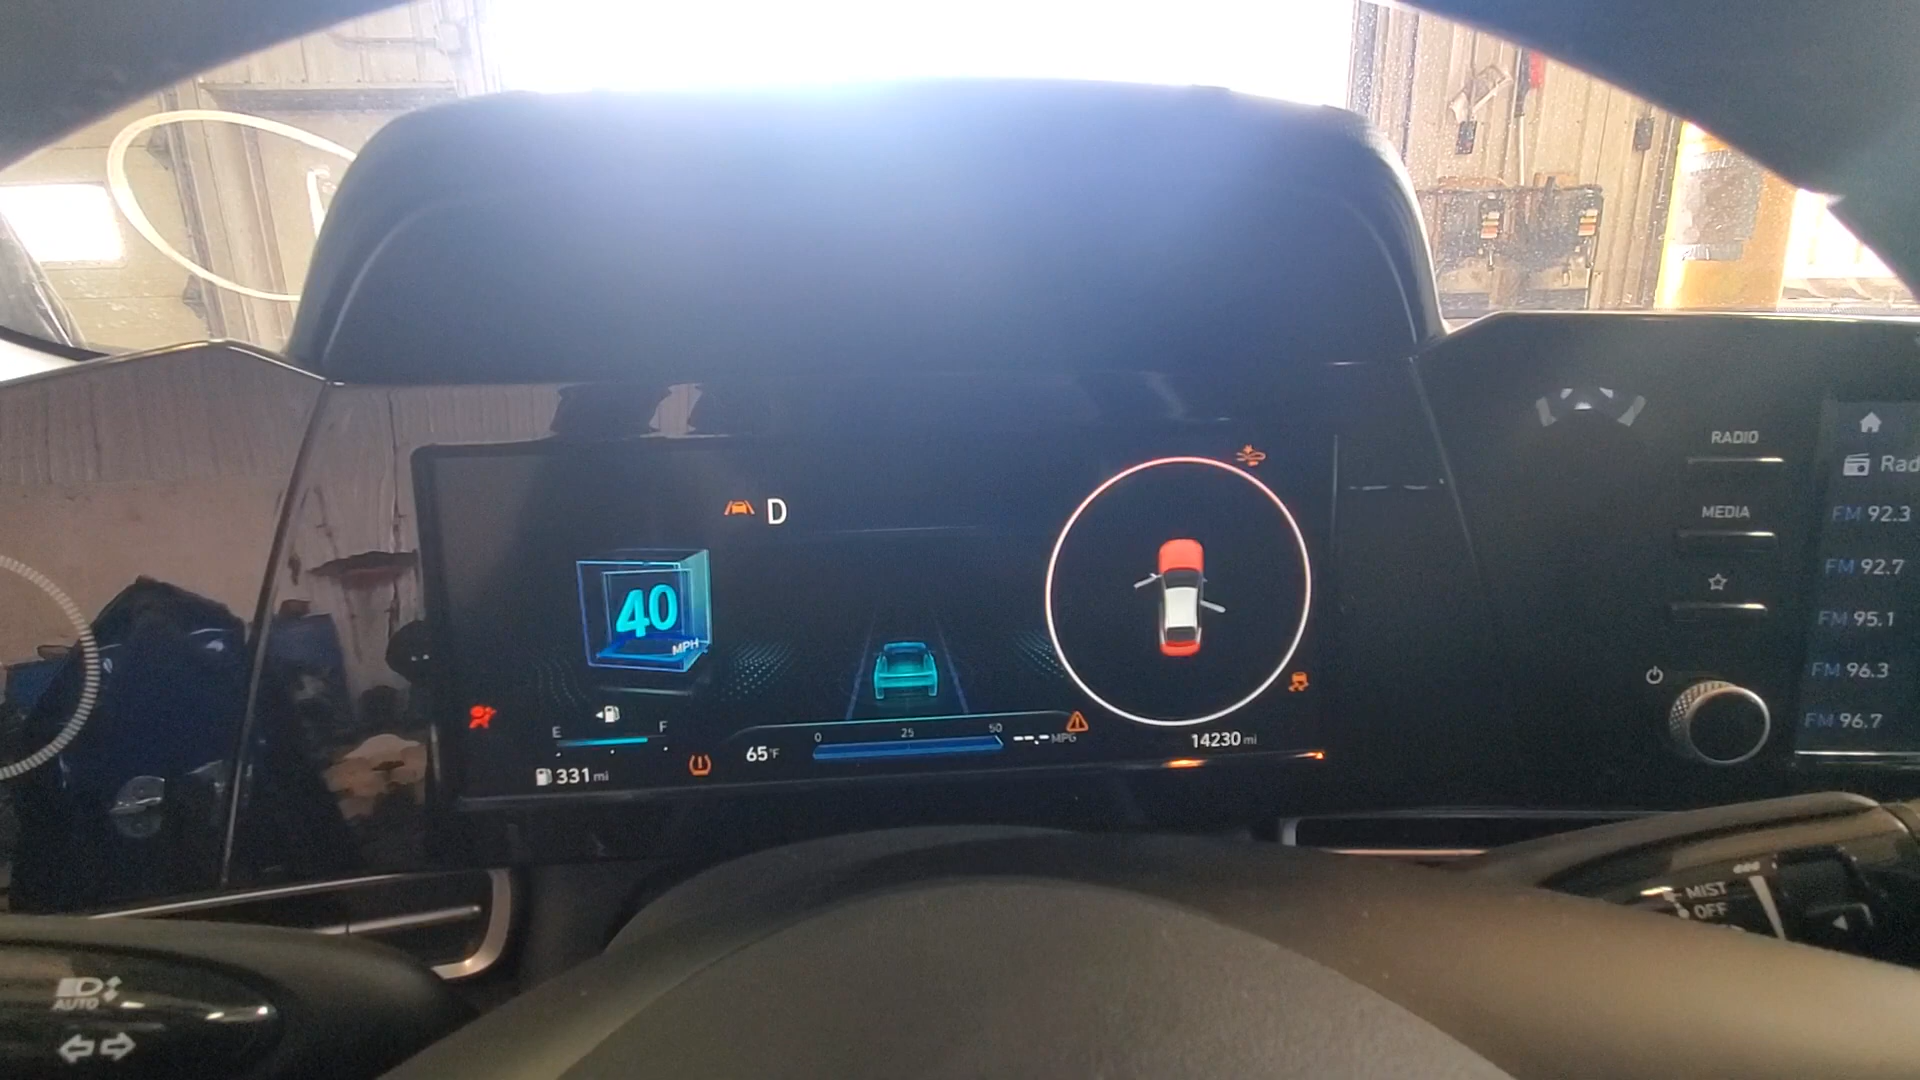 D
40
MPH
E
F
331 mi
65°F
0
25
50
--.- MPG
14230 mi
RADIO
MEDIA
Rad
FM 92.3
FM 92.7
FM 95.1
FM 96.3
FM 96.7
MIST
OFF
AUTO